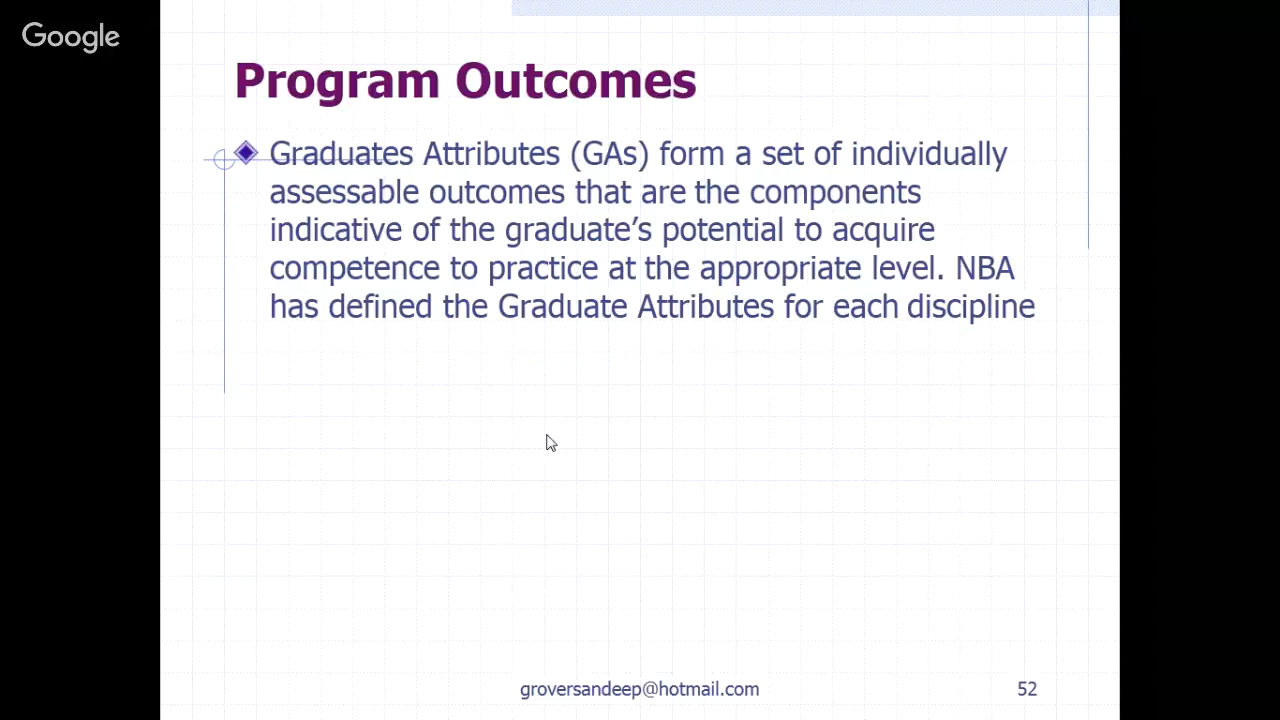 Google
Program Outcomes
Graduates Attributes (GAs) form a set of individually
assessable outcomes that are the components
indicative of the graduate’s potential to acquire
competence to practice at the appropriate level. NBA
has defined the Graduate Attributes for each discipline
groversandeep@hotmail.com
52